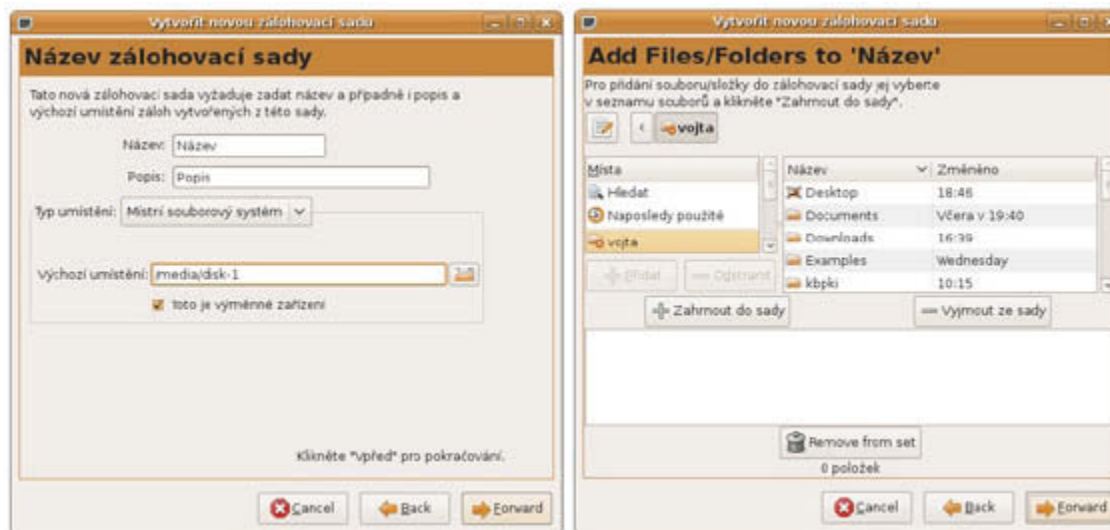 Vytvořit novou zálohovací sadu
Název zálohovací sady
Tato nová zálohovací sada vyžaduje zadat název a případně i popis a
výchozí umístění záloh vytvořených z této sady.
Název: Název
Popis: Popis
Typ umístění: Místní souborový systém
Výchozí umístění: /media/disk-1
Toto je výměnné zařízení
Klikněte "Vpřed" pro pokračování.
Cancel Back Forward
Vytvořit novou zálohovací sadu
Add Files/Folders to 'Název'
Pro přidání souboru/složky do zálohovací sady jej vyberte
v seznamu souborů a klikněte "Zahrnout do sady".
vojta
Místa Název Změněno
Hledat Desktop 18:46
Naposledy použité Documents Včera v 19:40
vojta Downloads 16:39
Examples Wednesday
Přidat Odstranit kbpki 10:15
Zahrnout do sady Vyjmout ze sady
Remove from set
0 položek
Cancel Back Forward